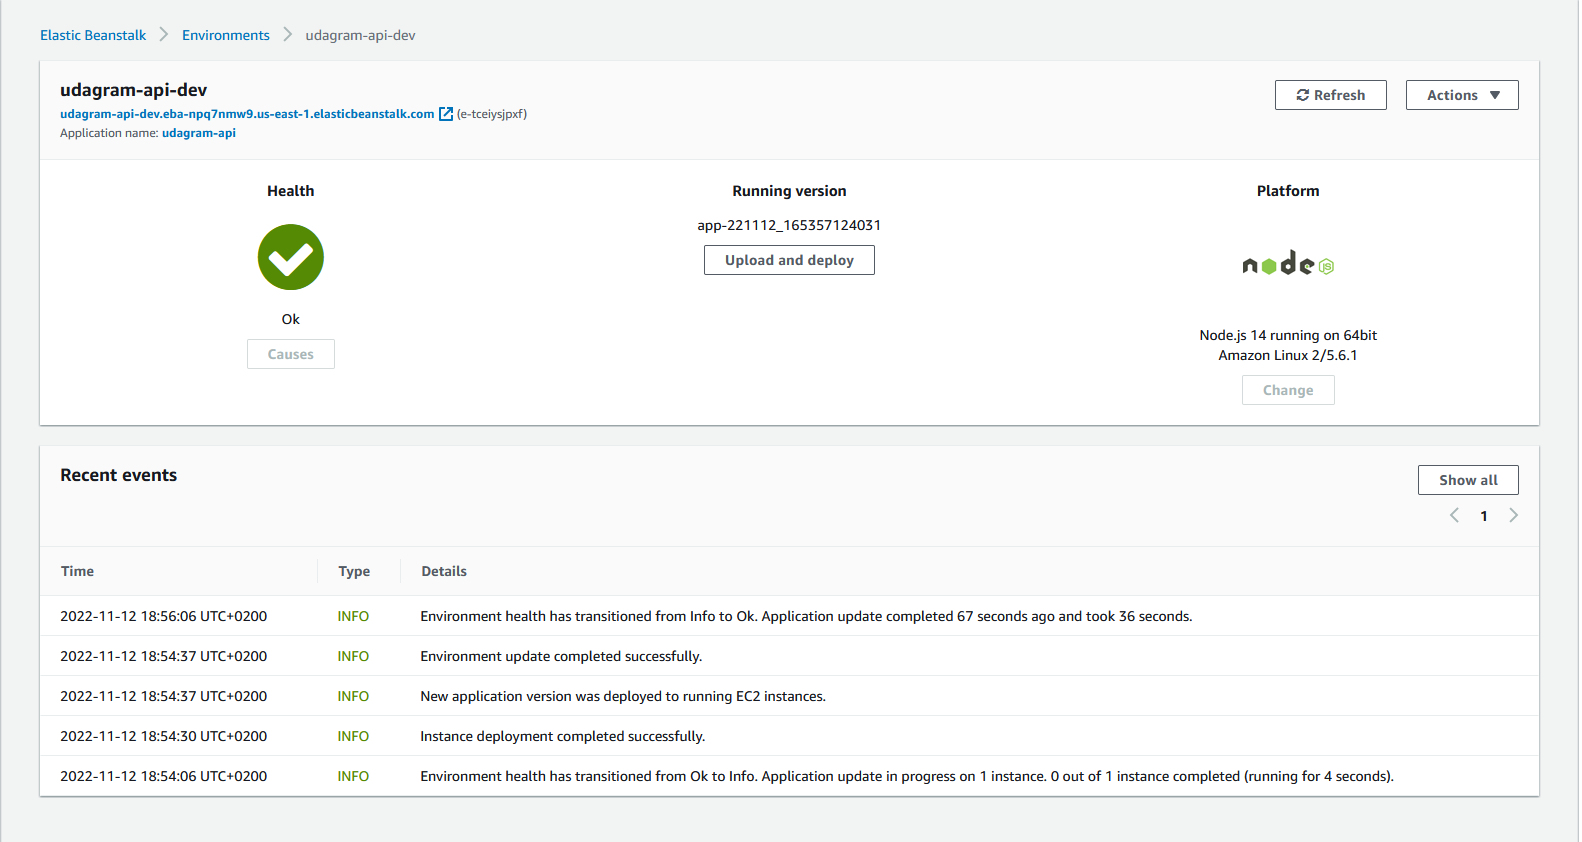 Elastic Beanstalk > Environments > udagram-api-dev
udagram-api-dev
udagram-api-dev.eba-npq7nmw9.us-east-1.elasticbeanstalk.com (e-tceiysjpxf)
Application name: udagram-api
Refresh
Actions
Health
Ok
Causes
Running version
app-221112_165357124031
Upload and deploy
Platform
node JS
Node.js 14 running on 64bit
Amazon Linux 2/5.6.1
Change
Recent events
Show all
1
Time Type Details
2022-11-12 18:56:06 UTC+0200 INFO Environment health has transitioned from Info to Ok. Application update completed 67 seconds ago and took 36 seconds.
2022-11-12 18:54:37 UTC+0200 INFO Environment update completed successfully.
2022-11-12 18:54:37 UTC+0200 INFO New application version was deployed to running EC2 instances.
2022-11-12 18:54:30 UTC+0200 INFO Instance deployment completed successfully.
2022-11-12 18:54:06 UTC+0200 INFO Environment health has transitioned from Ok to Info. Application update in progress on 1 instance. 0 out of 1 instance completed (running for 4 seconds).